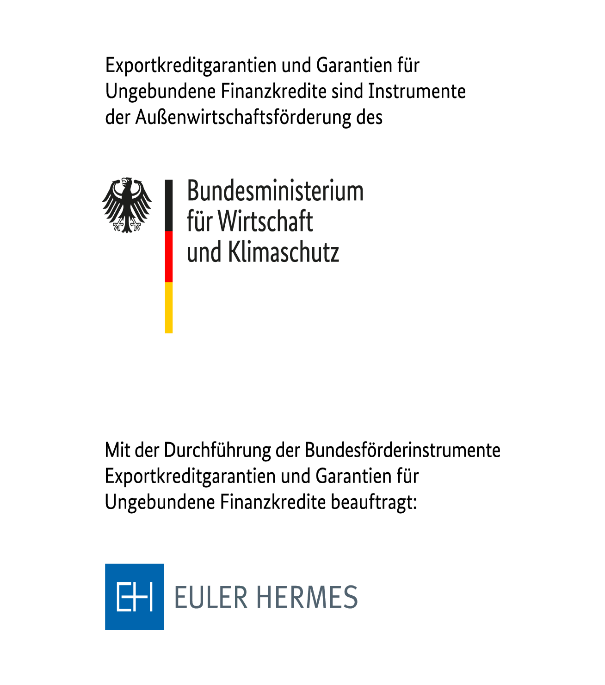 Exportkreditgarantien und Garantien für
Ungebundene Finanzkredite sind Instrumente
der Außenwirtschaftsförderung des
Bundesministerium
für Wirtschaft
und Klimaschutz
Mit der Durchführung der Bundesförderinstrumente
Exportkreditgarantien und Garantien für
Ungebundene Finanzkredite beauftragt:
EH EULER HERMES